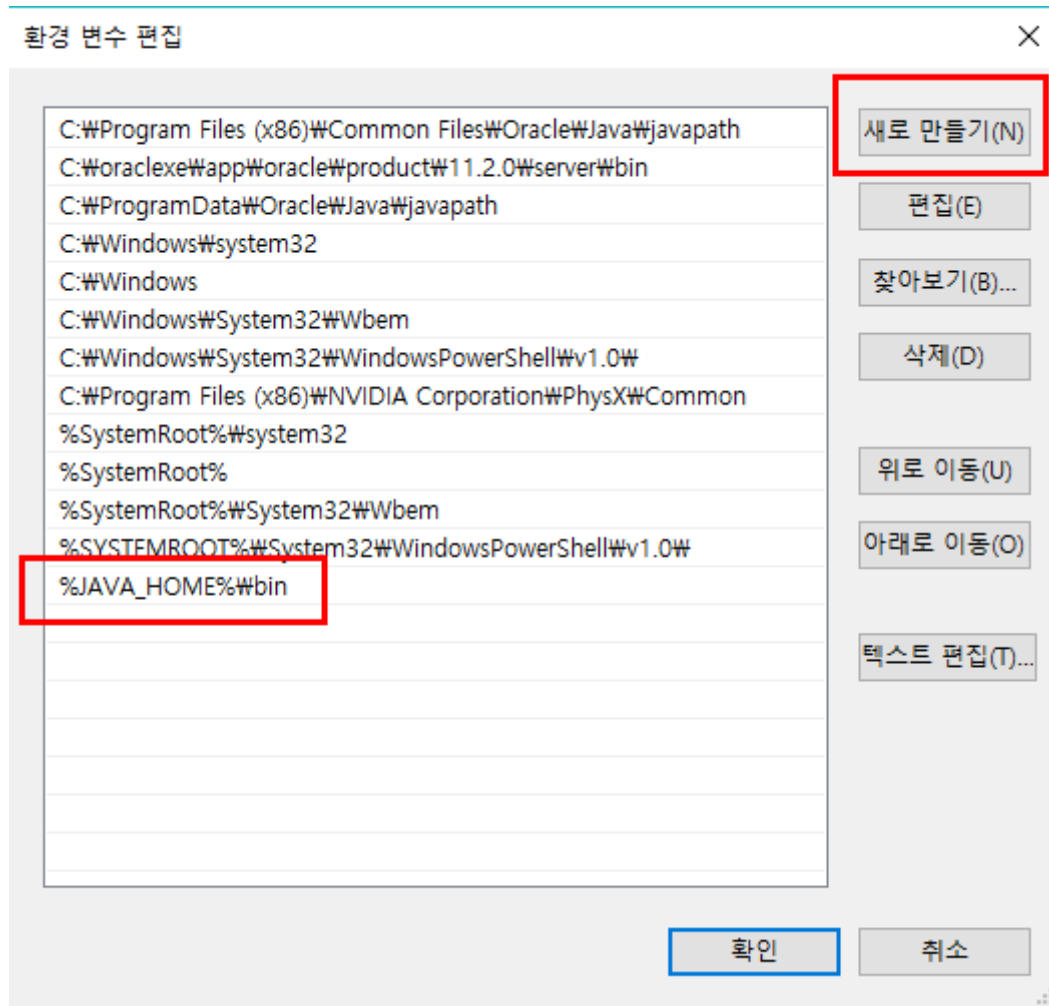 환경 변수 편집
C:₩Program Files (x86)₩Common Files₩Oracle₩Java₩javapath
C:₩oraclexe₩app₩oracle₩product₩11.2.0₩server₩bin
C:₩ProgramData₩Oracle₩Java₩javapath
C:₩Windows₩system32
C:₩Windows
C:₩Windows₩System32₩Wbem
C:₩Windows₩System32₩WindowsPowerShell₩v1.0₩
C:₩Program Files (x86)₩NVIDIA Corporation₩PhysX₩Common
%SystemRoot%₩system32
%SystemRoot%
%SystemRoot%₩System32₩Wbem
%SYSTEMROOT%₩System32₩WindowsPowerShell₩v1.0₩
%JAVA_HOME%₩bin
새로 만들기(N)
편집(E)
찾아보기(B)...
삭제(D)
위로 이동(U)
아래로 이동(O)
텍스트 편집(T)...
확인
취소